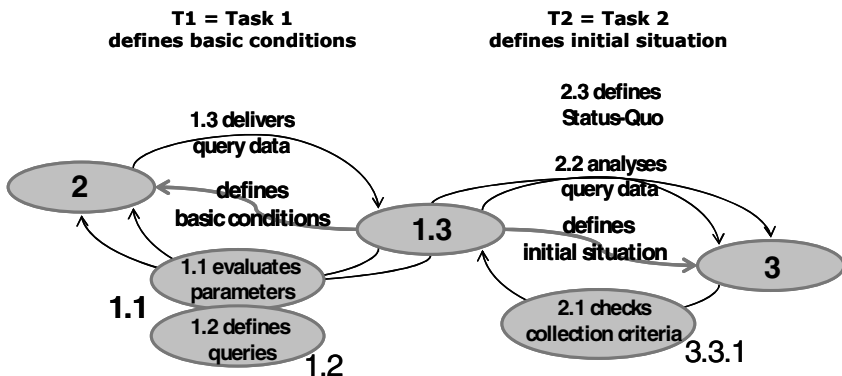 T1 = Task 1
defines basic conditions
T2 = Task 2
defines initial situation
2.3 defines
Status-Quo
1.3 delivers
query data
2.2 analyses
query data
2
defines
basic conditions
1.3
defines
initial situation
3
1.1 evaluates
parameters
1.1
1.2 defines
queries
1.2
2.1 checks
collection criteria
3.3.1